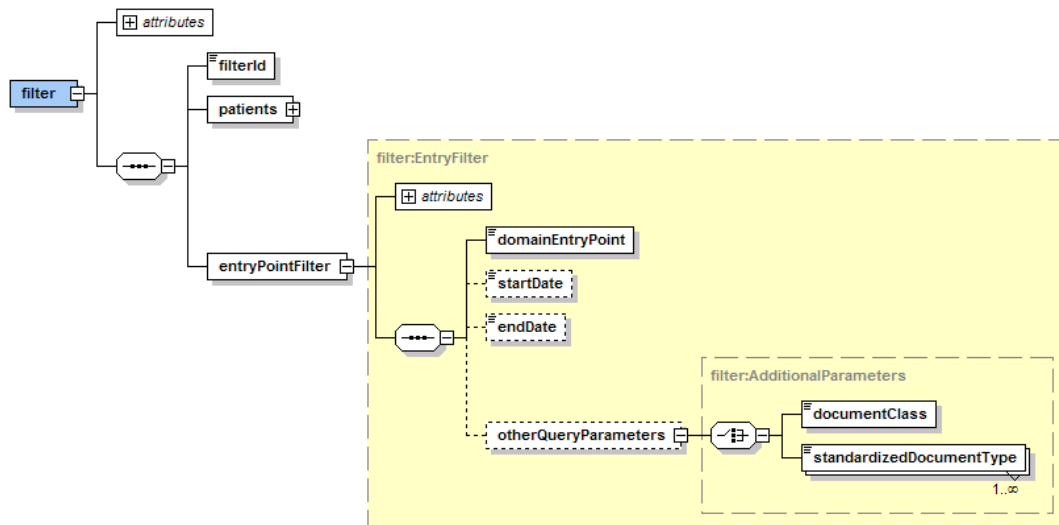 attributes
filterId
filter
patients
filter:EntryFilter
attributes
domainEntryPoint
entryPointFilter
startDate
endDate
filter:AdditionalParameters
documentClass
otherQueryParameters
standardizedDocumentType
1..∞